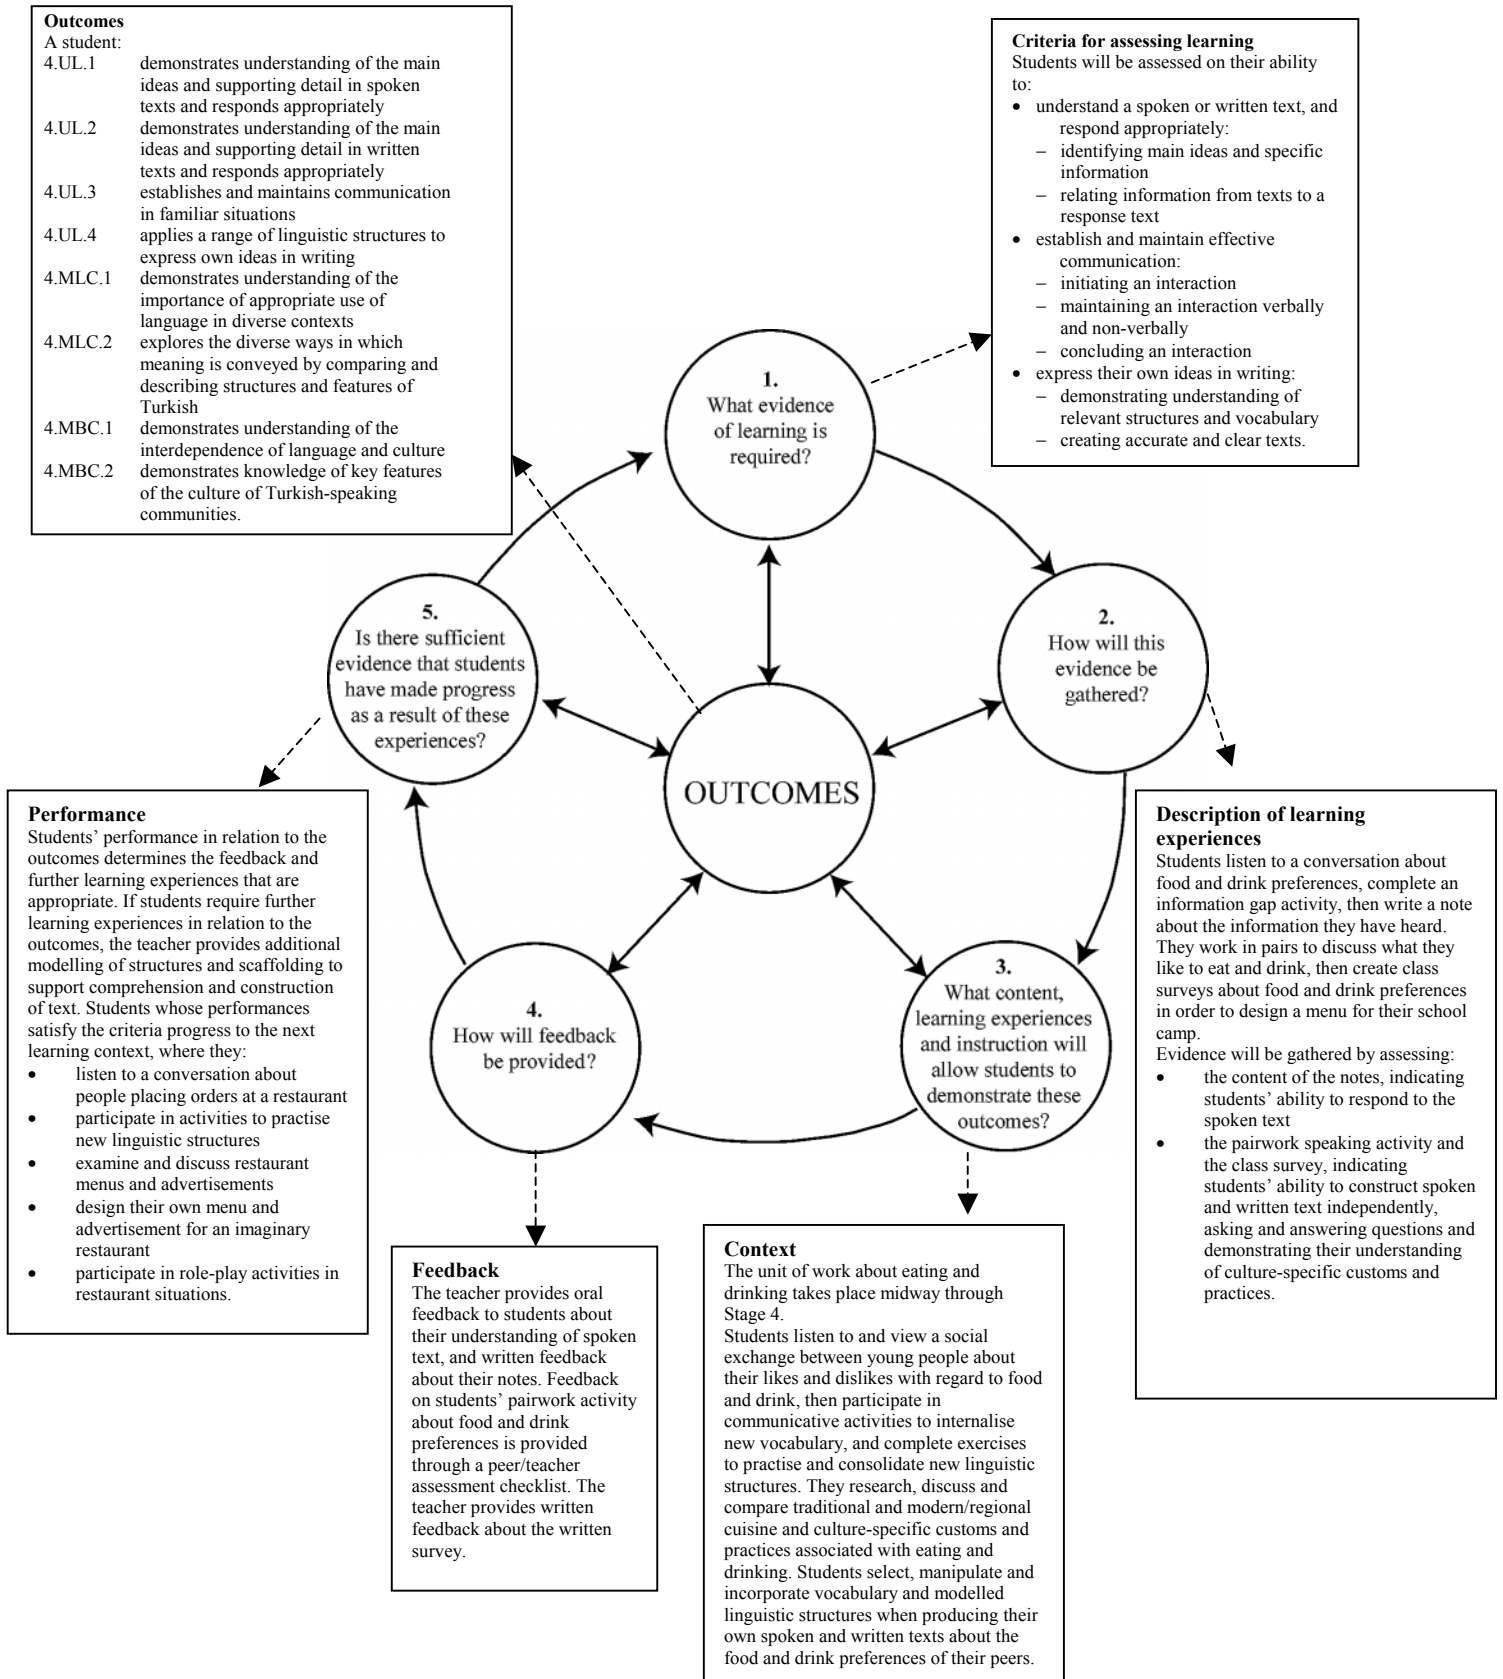 Outcomes
A student:
4.UL.1 demonstrates understanding of the main
ideas and supporting detail in spoken
texts and responds appropriately
4.UL.2 demonstrates understanding of the main
ideas and supporting detail in written
texts and responds appropriately
4.UL.3 establishes and maintains communication
in familiar situations
4.UL.4 applies a range of linguistic structures to
express own ideas in writing
4.MLC.1 demonstrates understanding of the
importance of appropriate use of
language in diverse contexts
4.MLC.2 explores the diverse ways in which
meaning is conveyed by comparing and
describing structures and features of
Turkish
4.MBC.1 demonstrates understanding of the
interdependence of language and culture
4.MBC.2 demonstrates knowledge of key features
of the culture of Turkish-speaking
communities.
Criteria for assessing learning
Students will be assessed on their ability
to:
• understand a spoken or written text, and
respond appropriately:
– identifying main ideas and specific
information
– relating information from texts to a
response text
• establish and maintain effective
communication:
– initiating an interaction
– maintaining an interaction verbally
and non-verbally
– concluding an interaction
• express their own ideas in writing:
– demonstrating understanding of
relevant structures and vocabulary
– creating accurate and clear texts.
1.
What evidence
of learning is
required?
2.
How will this
evidence be
gathered?
3.
What content,
learning experiences
and instruction will
allow students to
demonstrate these
outcomes?
4.
How will feedback
be provided?
5.
Is there sufficient
evidence that students
have made progress
as a result of these
experiences?
OUTCOMES
Performance
Students’ performance in relation to the
outcomes determines the feedback and
further learning experiences that are
appropriate. If students require further
learning experiences in relation to the
outcomes, the teacher provides additional
modelling of structures and scaffolding to
support comprehension and construction
of text. Students whose performances
satisfy the criteria progress to the next
learning context, where they:
• listen to a conversation about
people placing orders at a restaurant
• participate in activities to practise
new linguistic structures
• examine and discuss restaurant
menus and advertisements
• design their own menu and
advertisement for an imaginary
restaurant
• participate in role-play activities in
restaurant situations.
Feedback
The teacher provides oral
feedback to students about
their understanding of spoken
text, and written feedback
about their notes. Feedback
on students’ pairwork activity
about food and drink
preferences is provided
through a peer/teacher
assessment checklist. The
teacher provides written
feedback about the written
survey.
Context
The unit of work about eating and
drinking takes place midway through
Stage 4.
Students listen to and view a social
exchange between young people about
their likes and dislikes with regard to food
and drink, then participate in
communicative activities to internalise
new vocabulary, and complete exercises
to practise and consolidate new linguistic
structures. They research, discuss and
compare traditional and modern/regional
cuisine and culture-specific customs and
practices associated with eating and
drinking. Students select, manipulate and
incorporate vocabulary and modelled
linguistic structures when producing their
own spoken and written texts about the
food and drink preferences of their peers.
Description of learning
experiences
Students listen to a conversation about
food and drink preferences, complete an
information gap activity, then write a note
about the information they have heard.
They work in pairs to discuss what they
like to eat and drink, then create class
surveys about food and drink preferences
in order to design a menu for their school
camp.
Evidence will be gathered by assessing:
• the content of the notes, indicating
students’ ability to respond to the
spoken text
• the pairwork speaking activity and
the class survey, indicating
students’ ability to construct spoken
and written text independently,
asking and answering questions and
demonstrating their understanding
of culture-specific customs and
practices.